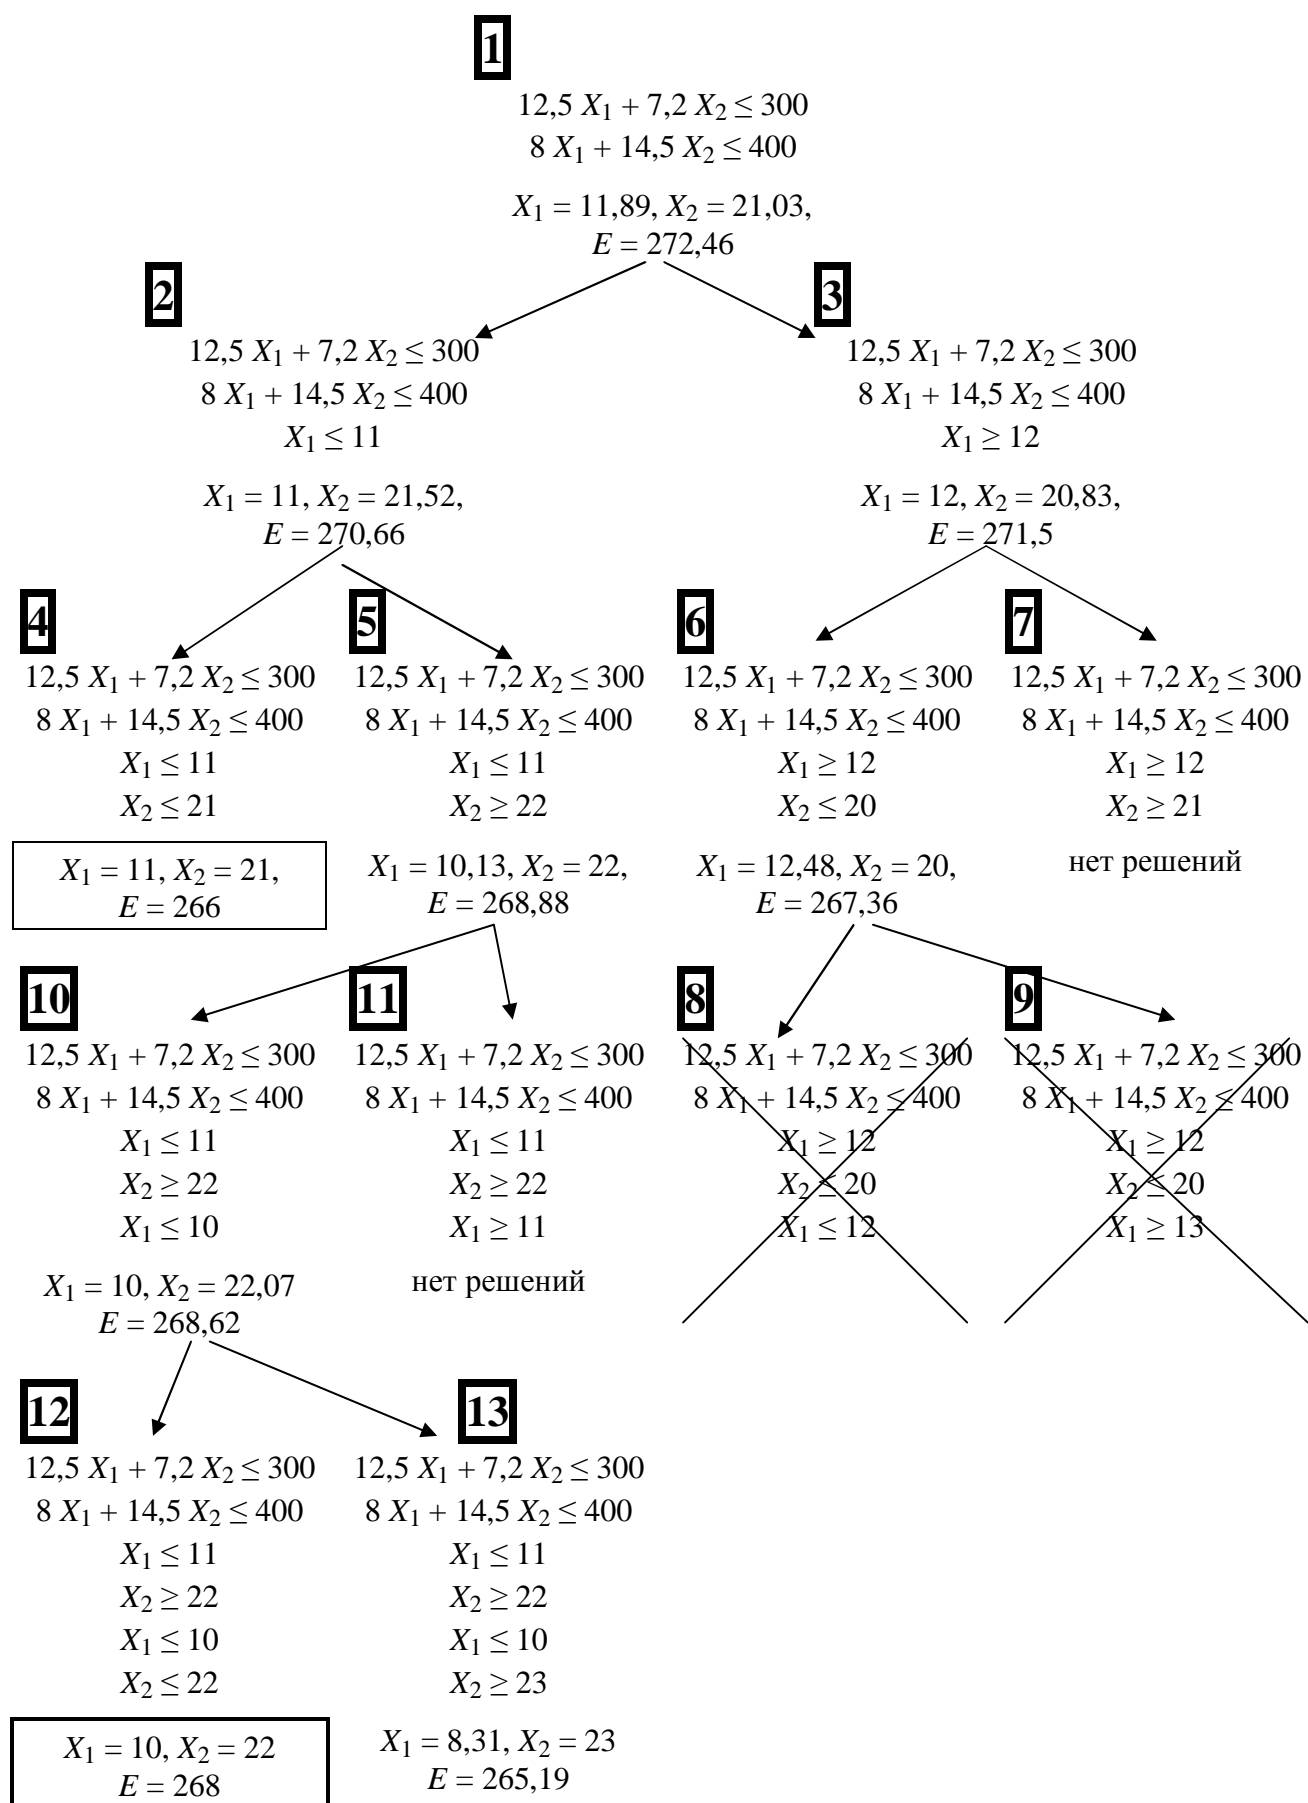 1
12,5 X1 + 7,2 X2 ≤ 300
8 X1 + 14,5 X2 ≤ 400
X1 = 11,89, X2 = 21,03,
E = 272,46
2
12,5 X1 + 7,2 X2 ≤ 300
8 X1 + 14,5 X2 ≤ 400
X1 ≤ 11
X1 = 11, X2 = 21,52,
E = 270,66
3
12,5 X1 + 7,2 X2 ≤ 300
8 X1 + 14,5 X2 ≤ 400
X1 ≥ 12
X1 = 12, X2 = 20,83,
E = 271,5
4
12,5 X1 + 7,2 X2 ≤ 300
8 X1 + 14,5 X2 ≤ 400
X1 ≤ 11
X2 ≤ 21
X1 = 11, X2 = 21,
E = 266
5
12,5 X1 + 7,2 X2 ≤ 300
8 X1 + 14,5 X2 ≤ 400
X1 ≤ 11
X2 ≥ 22
X1 = 10,13, X2 = 22,
E = 268,88
6
12,5 X1 + 7,2 X2 ≤ 300
8 X1 + 14,5 X2 ≤ 400
X1 ≥ 12
X2 ≤ 20
X1 = 12,48, X2 = 20,
E = 267,36
7
12,5 X1 + 7,2 X2 ≤ 300
8 X1 + 14,5 X2 ≤ 400
X1 ≥ 12
X2 ≥ 21
нет решений
10
12,5 X1 + 7,2 X2 ≤ 300
8 X1 + 14,5 X2 ≤ 400
X1 ≤ 11
X2 ≥ 22
X1 ≤ 10
X1 = 10, X2 = 22,07
E = 268,62
11
12,5 X1 + 7,2 X2 ≤ 300
8 X1 + 14,5 X2 ≤ 400
X1 ≤ 11
X2 ≥ 22
X1 ≥ 11
нет решений
8
12,5 X1 + 7,2 X2 ≤ 300
8 X1 + 14,5 X2 ≤ 400
X1 ≥ 12
X2 ≤ 20
X1 ≤ 12
9
12,5 X1 + 7,2 X2 ≤ 300
8 X1 + 14,5 X2 ≤ 400
X1 ≥ 12
X2 ≤ 20
X1 ≥ 13
12
12,5 X1 + 7,2 X2 ≤ 300
8 X1 + 14,5 X2 ≤ 400
X1 ≤ 11
X2 ≥ 22
X1 ≤ 10
X2 ≤ 22
X1 = 10, X2 = 22
E = 268
13
12,5 X1 + 7,2 X2 ≤ 300
8 X1 + 14,5 X2 ≤ 400
X1 ≤ 11
X2 ≥ 22
X1 ≤ 10
X2 ≥ 23
X1 = 8,31, X2 = 23
E = 265,19